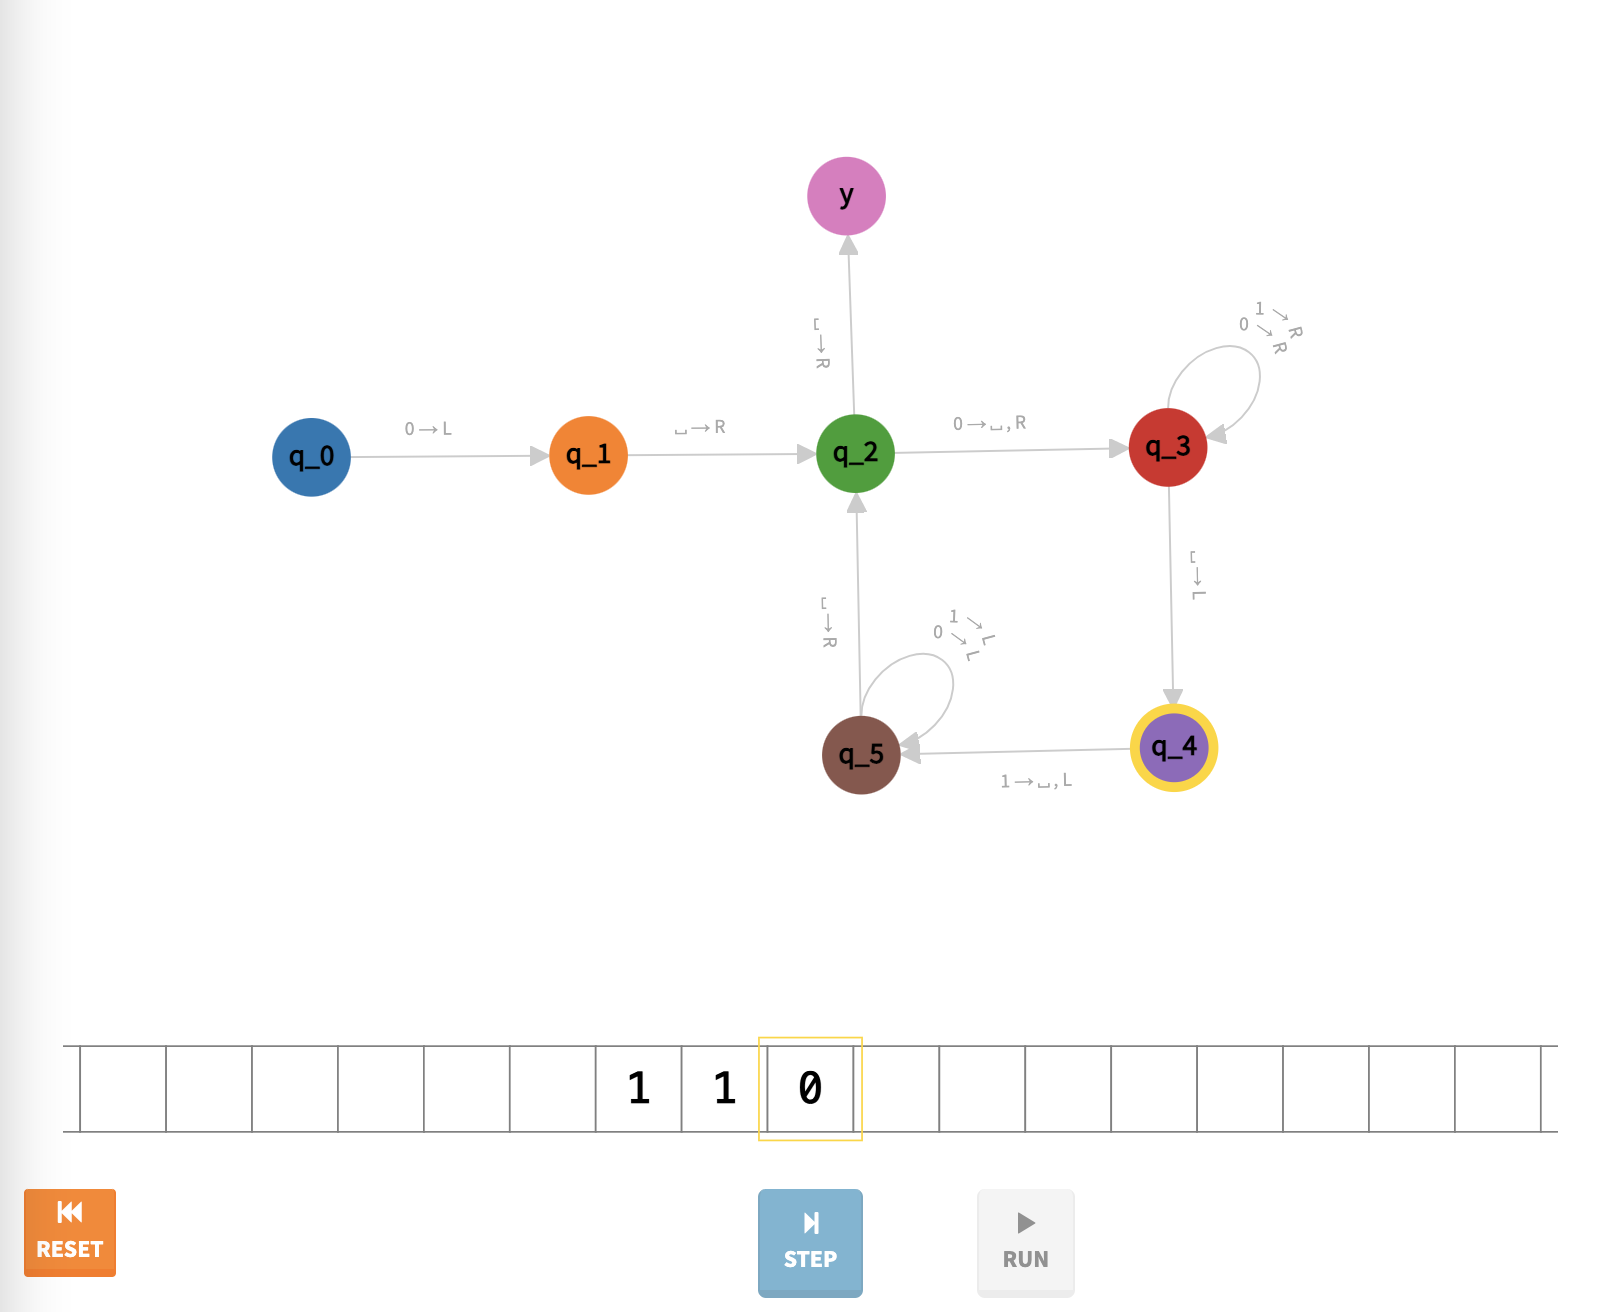 y
␣→R
1→R
0→R
0→L
␣→R
0→␣,R
q_0
q_1
q_2
q_3
␣→L
␣→R
1→L
0→L
q_5
q_4
1→␣,L
1 1 0
RESET
STEP
RUN